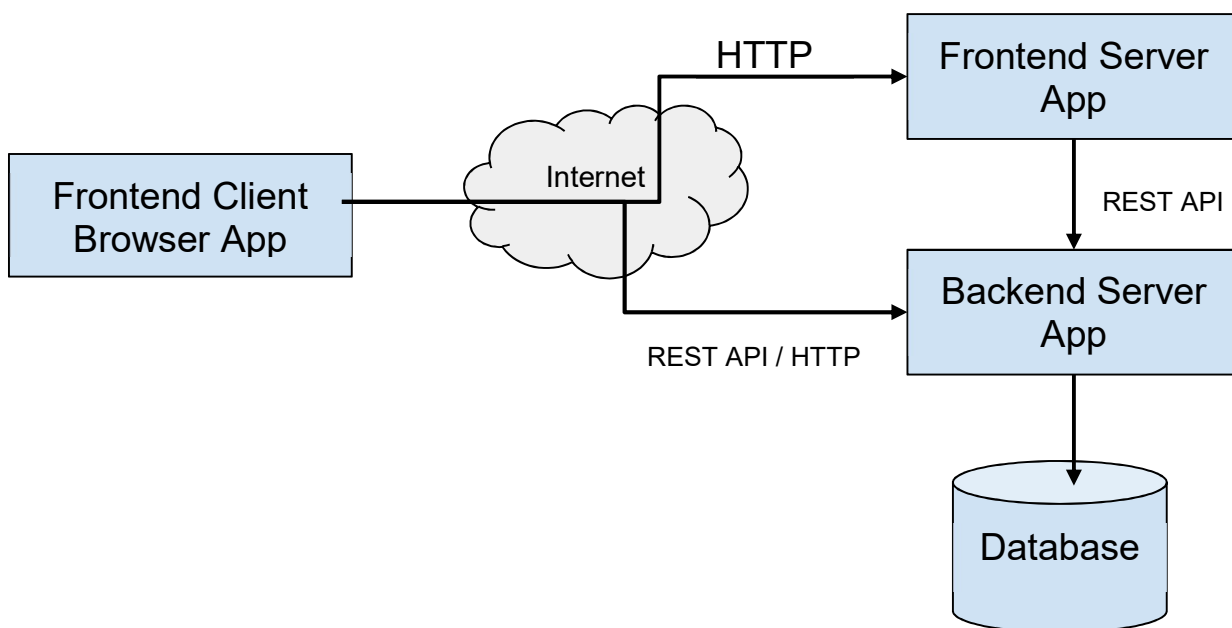 HTTP
Frontend Server
App
Internet
Frontend Client
Browser App
REST API
Backend Server
App
REST API / HTTP
Database